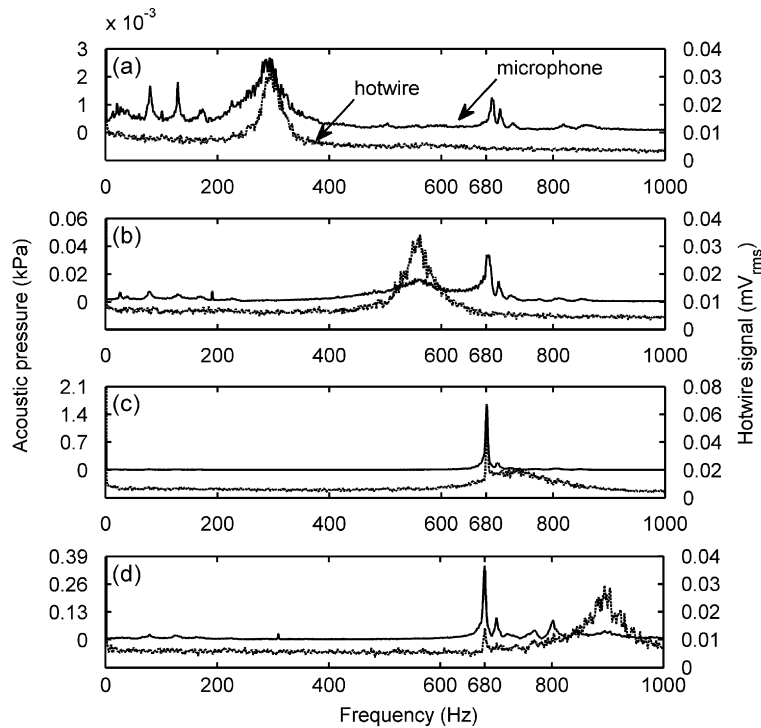 x 10⁻³
3
2
1
0
(a)
microphone
hotwire
0.04
0.03
0.02
0.01
0
0 200 400 600 680 800 1000
0.06
0.04
0.02
0
(b)
0.04
0.03
0.02
0.01
0
0 200 400 600 680 800 1000
Acoustic pressure (kPa)
Hotwire signal (mVrms)
2.1
1.4
0.7
0
(c)
0.08
0.06
0.04
0.02
0
0 200 400 600 680 800 1000
0.39
0.26
0.13
0
(d)
0.04
0.03
0.02
0.01
0
0 200 400 600 680 800 1000
Frequency (Hz)